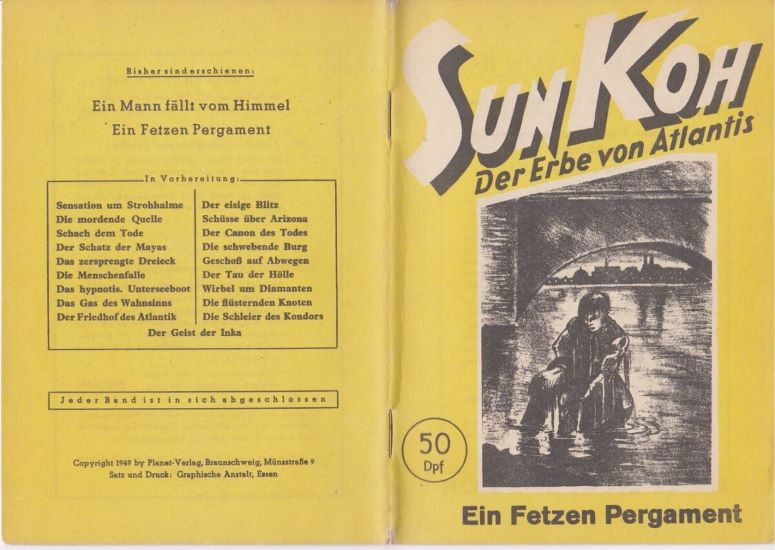 Bisher sind erschienen:
Ein Mann fällt vom Himmel
Ein Fetzen Pergament
In Vorbereitung:
Sensation um Strohhalme
Die mordende Quelle
Schach dem Tode
Der Schatz der Mayas
Das zersprengte Dreieck
Die Menschenfalle
Das hypnotis. Unterseeboot
Das Gas des Wahnsinns
Der Friedhof des Atlantik
Der eisige Blitz
Schüsse über Arizona
Der Canon des Todes
Die schwebende Burg
Geschoß auf Abwegen
Der Tau der Hölle
Wirbel um Diamanten
Die flüsternden Knoten
Die Schleier des Kondors
Der Geist der Inka
Jeder Band ist in sich abgeschlossen
Copyright 1949 by Planet-Verlag, Braunschweig, Münzstraße 9
Satz und Druck: Graphische Anstalt, Essen
SUN KOH
Der Erbe von Atlantis
50
Dpf
Ein Fetzen Pergament